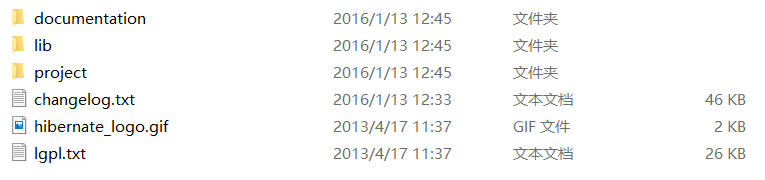 documentation 2016/1/13 12:45 文件夹
lib 2016/1/13 12:45 文件夹
project 2016/1/13 12:45 文件夹
changelog.txt 2016/1/13 12:33 文本文档 46 KB
hibernate_logo.gif 2013/4/17 11:37 GIF 文件 2 KB
lgpl.txt 2013/4/17 11:37 文本文档 26 KB